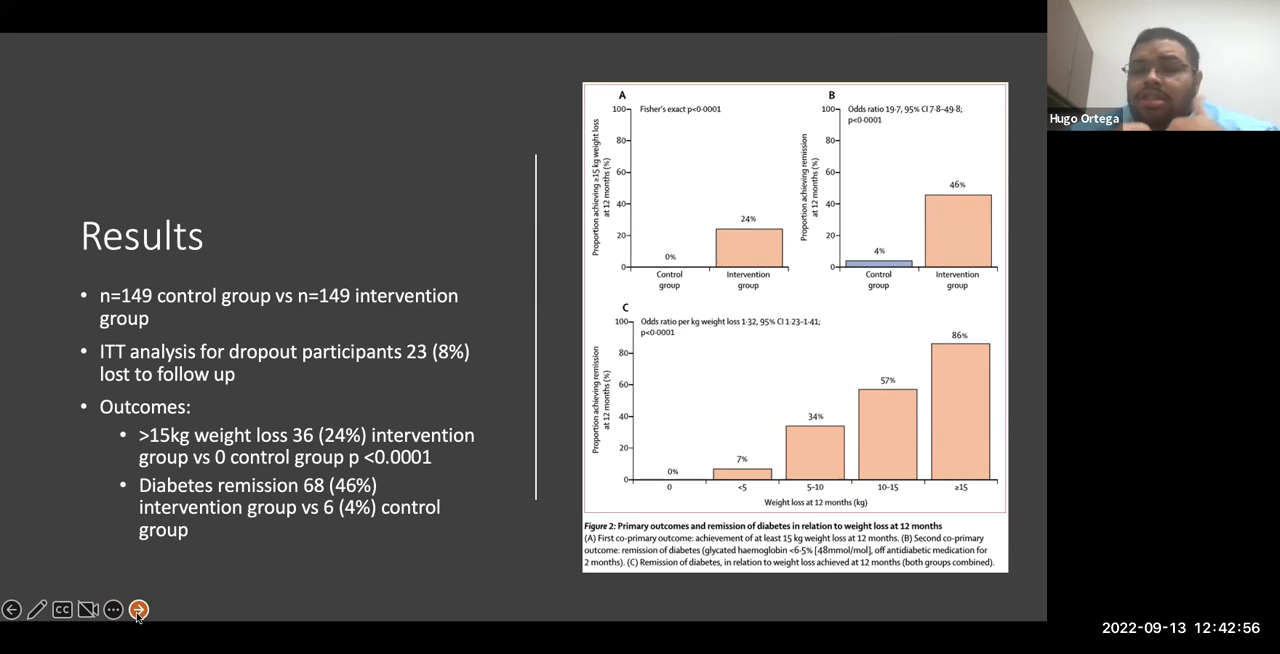 Results
• n=149 control group vs n=149 intervention
group
• ITT analysis for dropout participants 23 (8%)
lost to follow up
• Outcomes:
• >15kg weight loss 36 (24%) intervention
group vs 0 control group p <0.0001
• Diabetes remission 68 (46%)
intervention group vs 6 (4%) control
group
A
Fisher's exact p<0·0001
Proportion achieving ≥15 kg weight loss
at 12 months (%)
100
80
60
40
20
0
0%
24%
Control
group
Intervention
group
B
Odds ratio 19·7, 95% CI 7·8–49·8;
p<0·0001
Proportion achieving remission
at 12 months (%)
100
80
60
40
20
0
4%
46%
Control
group
Intervention
group
C
Odds ratio per kg weight loss 1·32, 95% CI 1·23–1·41;
p<0·0001
Proportion achieving remission
at 12 months (%)
100
80
60
40
20
0
0%
7%
34%
57%
86%
0
<5
5–10
10–15
≥15
Weight loss at 12 months (kg)
Figure 2: Primary outcomes and remission of diabetes in relation to weight loss at 12 months
(A) First co-primary outcome: achievement of at least 15 kg weight loss at 12 months. (B) Second co-primary
outcome: remission of diabetes (glycated haemoglobin <6·5% [48mmol/mol], off antidiabetic medication for
2 months). (C) Remission of diabetes, in relation to weight loss achieved at 12 months (both groups combined).
Hugo Ortega
CC
2022-09-13 12:42:56